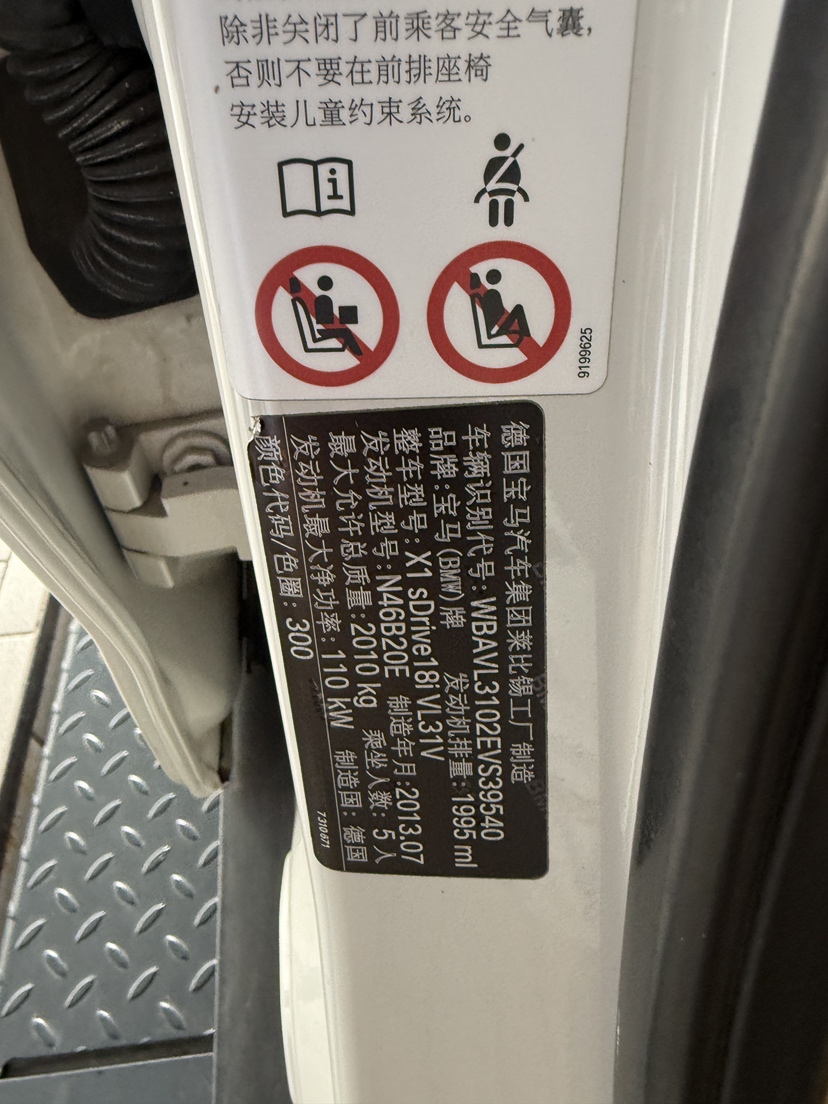 除非关闭了前乘客安全气囊，
否则不要在前排座椅
安装儿童约束系统。
9199625
德国宝马汽车集团莱比锡工厂制造
车辆识别代号：WBAVL3102EVS39540
品牌：宝马(BMW)牌 发动机排量：1995 ml
整车型号：X1 sDrive18i VL31V
发动机型号：N46B20E 制造年月：2013.07
最大允许总质量：2010 kg 乘坐人数：5人
发动机最大净功率：110 kW 制造国：德国
颜色代码/色圈：300
7310671